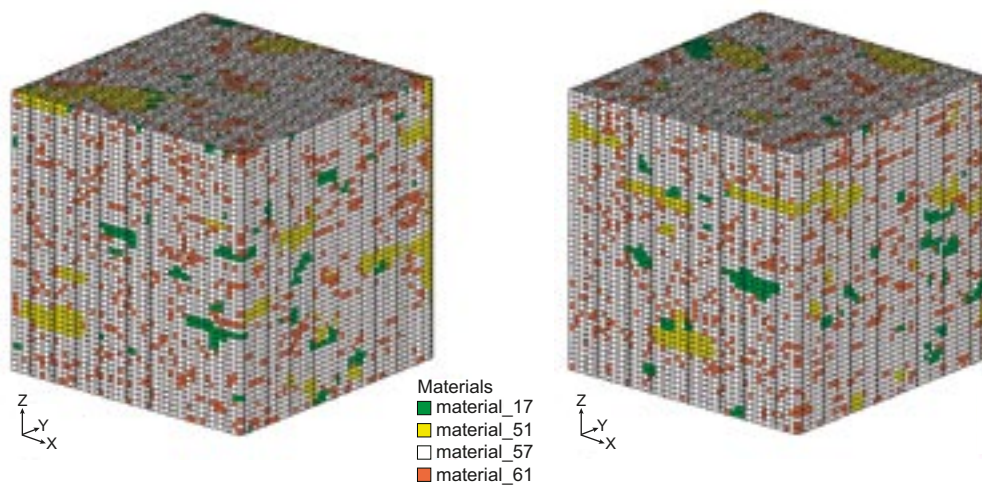 Materials
material_17
material_51
material_57
material_61
Z
Y
X
Z
Y
X